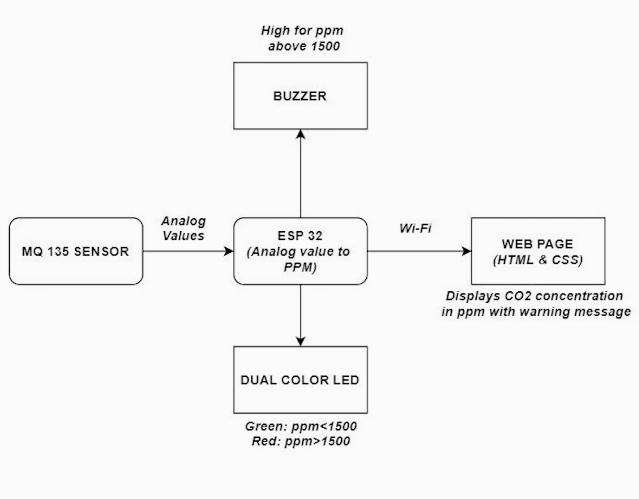 High for ppm
above 1500
BUZZER
Analog
Values
MQ 135 SENSOR
ESP 32
(Analog value to
PPM)
Wi-Fi
WEB PAGE
(HTML & CSS)
Displays CO2 concentration
in ppm with warning message
DUAL COLOR LED
Green: ppm<1500
Red: ppm>1500